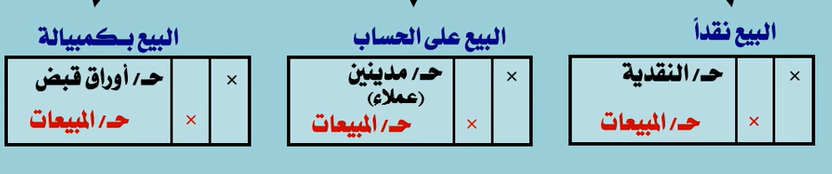 البيع نقداً
× حـ/ النقدية
× حـ/ المبيعات
البيع على الحساب
× حـ/ مدينين
(عملاء)
× حـ/ المبيعات
البيع بـكمبيالة
× حـ/ أوراق قبض
× حـ/ المبيعات